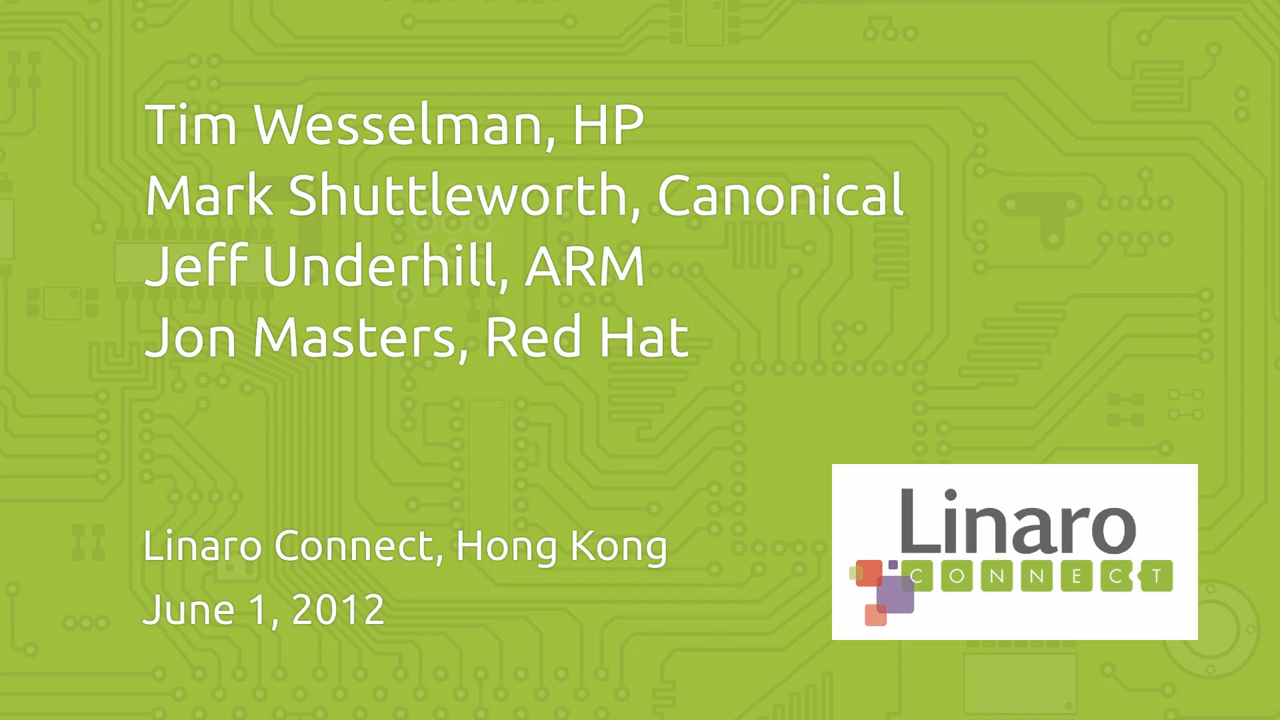 Tim Wesselman, HP
Mark Shuttleworth, Canonical
Jeff Underhill, ARM
Jon Masters, Red Hat
Linaro Connect, Hong Kong
June 1, 2012
Linaro
CONNECT